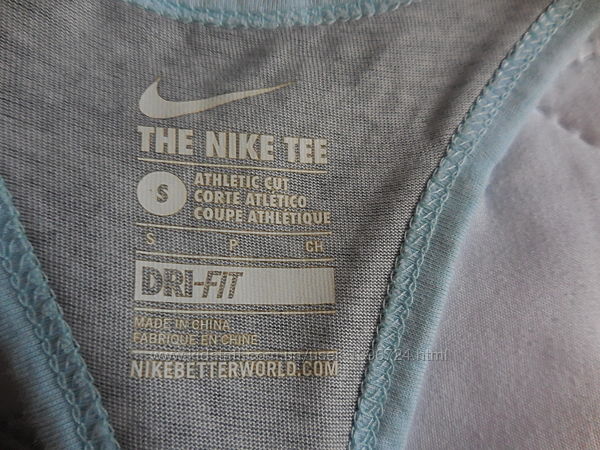 THE NIKE TEE
S
ATHLETIC CUT
CORTE ATLÉTICO
COUPE ATHLÉTIQUE
S P CH
DRI-FIT
MADE IN CHINA
FABRIQUÉ EN CHINE
NIKEBETTERWORLD.COM